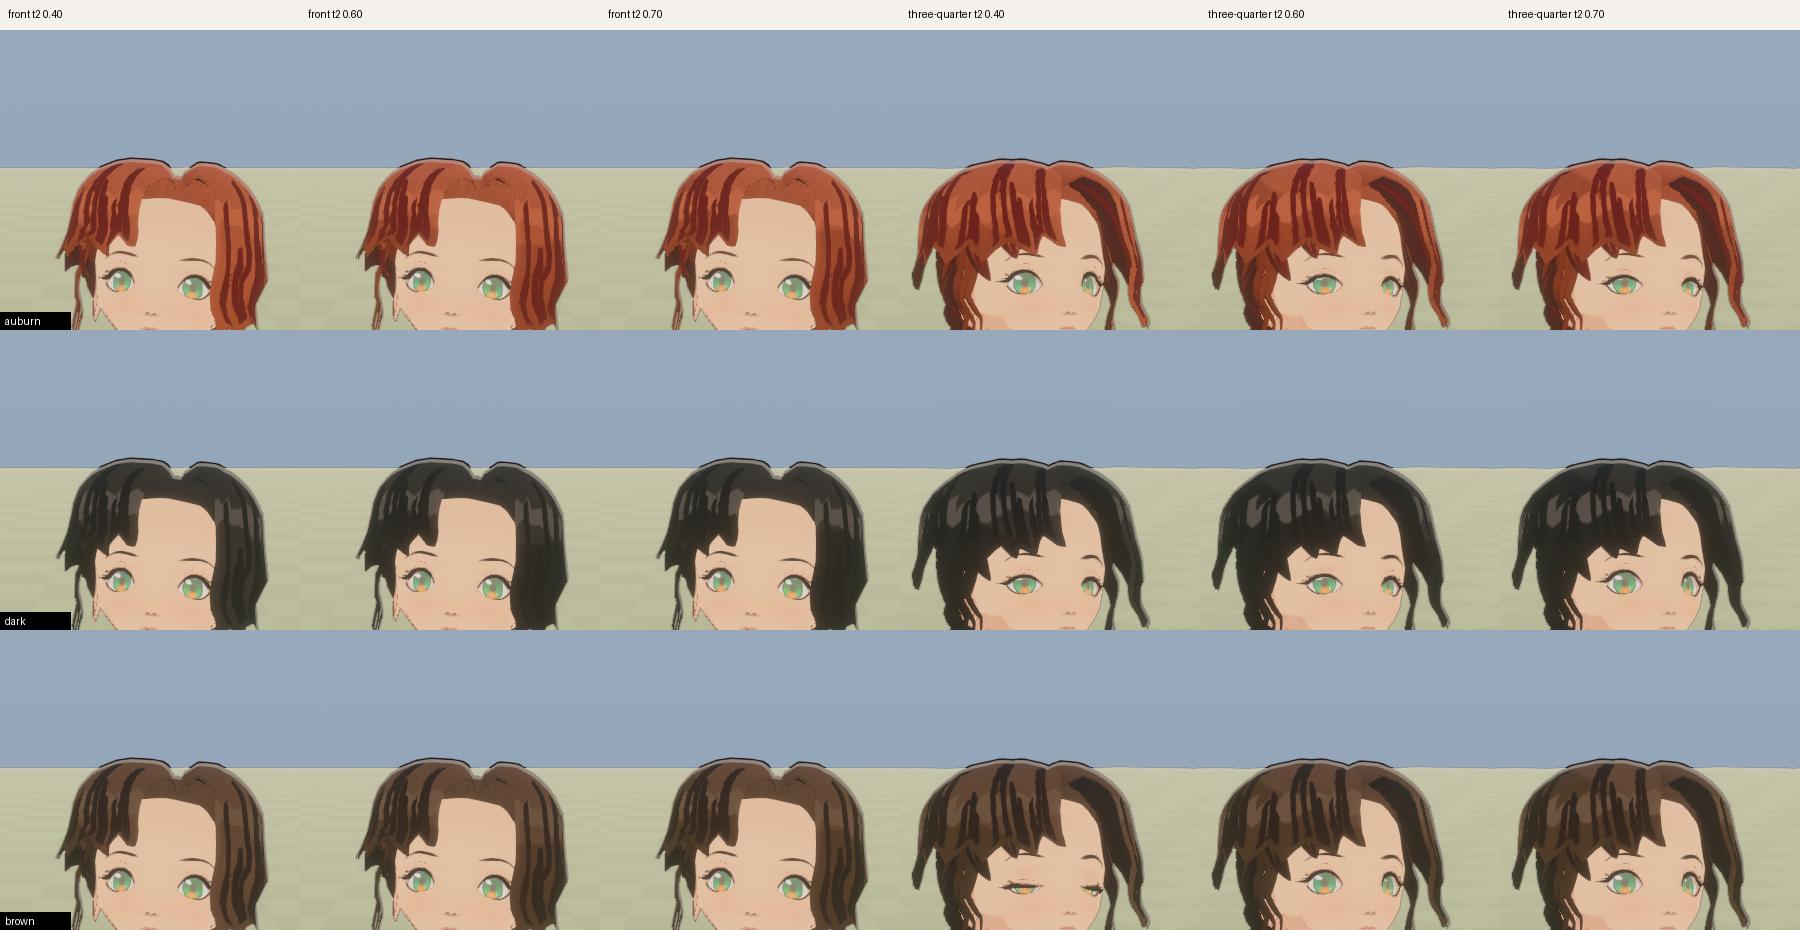 front t2 0.40
front t2 0.60
front t2 0.70
three-quarter t2 0.40
three-quarter t2 0.60
three-quarter t2 0.70
auburn
dark
brown